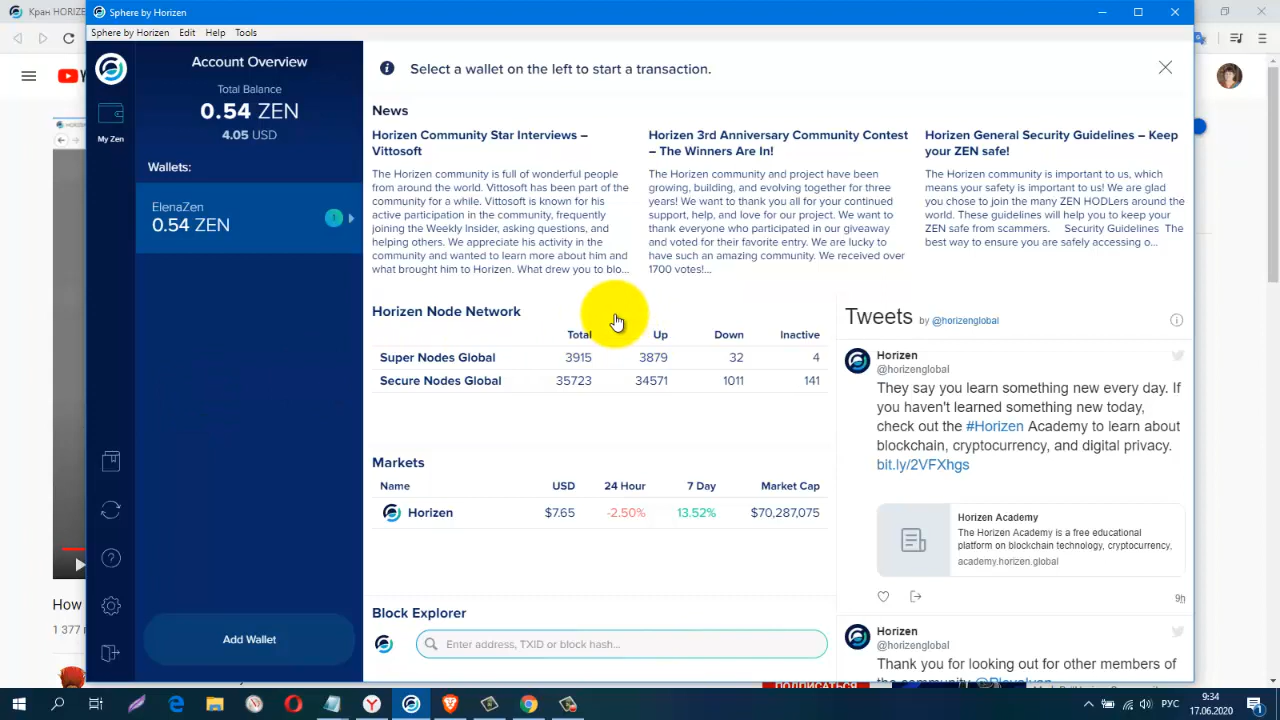 Кран HORIZE
Sphere by Horizen
Sphere by Horizen Edit Help Tools
My Zen
Account Overview
Total Balance
0.54 ZEN
4.05 USD
Wallets:
ElenaZen
0.54 ZEN
Add Wallet
Select a wallet on the left to start a transaction.
News
Horizen Community Star Interviews –
Vittosoft
The Horizen community is full of wonderful people
from around the world. Vittosoft has been part of the
community for a while. Vittosoft is known for his
active participation in the community, frequently
joining the Weekly Insider, asking questions, and
helping others. We appreciate his activity in the
community and wanted to learn more about him and
what brought him to Horizen. What drew you to blo...
Horizen 3rd Anniversary Community Contest
– The Winners Are In!
The Horizen community and project have been
growing, building, and evolving together for three
years! We want to thank you all for your continued
support, help, and love for our project. We want to
thank everyone who participated in our giveaway
and voted for their favorite entry. We are lucky to
have such an amazing community. We received over
1700 votes!...
Horizen General Security Guidelines – Keep
your ZEN safe!
The Horizen community is important to us, which
means your safety is important to us! We are glad
you chose to join the many ZEN HODLers around the
world. These guidelines will help you to keep your
ZEN safe from scammers. Security Guidelines The
best way to ensure you are safely accessing o...
Horizen Node Network
Total Up Down Inactive
Super Nodes Global 3915 3879 32 4
Secure Nodes Global 35723 34571 1011 141
Markets
Name USD 24 Hour 7 Day Market Cap
Horizen $7.65 -2.50% 13.52% $70,287,075
Block Explorer
Enter address, TXID or block hash...
Tweets by @horizenglobal
Horizen
@horizenglobal
They say you learn something new every day. If
you haven't learned something new today,
check out the #Horizen Academy to learn about
blockchain, cryptocurrency, and digital privacy.
bit.ly/2VFXhgs
Horizen Academy
The Horizen Academy is a free educational
platform on blockchain technology, cryptocurrency,
academy.horizen.global
9h
Horizen
@horizenglobal
Thank you for looking out for other members of
the community
How
1 377
ПОДПИСАТЬСЯ
РУС
9:34
17.06.2020